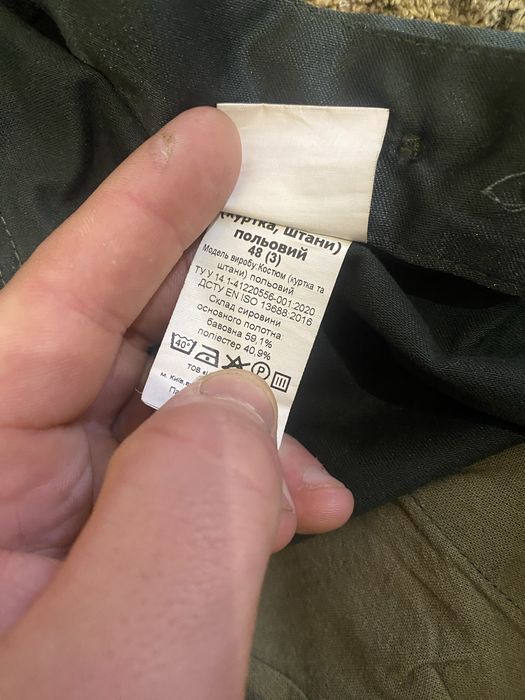 (куртка, штани)
польовий
48 (3)
Модель виробу:Костюм (куртка та
штани) польовий
ТУ У 14.1-41220556-001:2020
ДСТУ EN ISO 13688:2016
Склад сировини
основного полотна:
бавовна 59,1%
поліестер 40,9%
40° P
ТОВ
м. Київ,